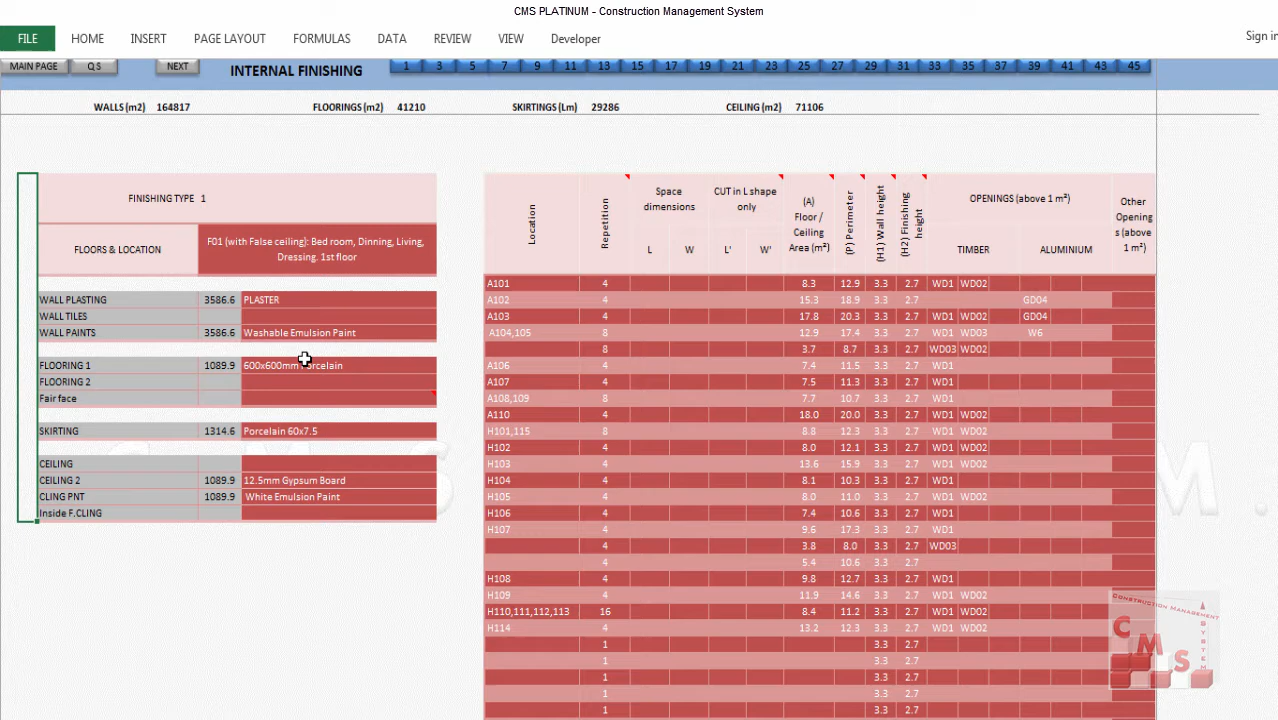 CMS PLATINUM - Construction Management System
FILE HOME INSERT PAGE LAYOUT FORMULAS DATA REVIEW VIEW Developer Sign in
MAIN PAGE Q S NEXT INTERNAL FINISHING 1 3 5 7 9 11 13 15 17 19 21 23 25 27 29 31 33 35 37 39 41 43 45
WALLS (m2) 164817 FLOORINGS (m2) 41210 SKIRTINGS (Lm) 29286 CEILING (m2) 71106
FINISHING TYPE 1
FLOORS & LOCATION
F01 (with False ceiling): Bed room, Dinning, Living,
Dressing. 1st floor
WALL PLASTING 3586.6 PLASTER
WALL TILES
WALL PAINTS 3586.6 Washable Emulsion Paint
FLOORING 1 1089.9 600x600mm
FLOORING 2
Fair face
SKIRTING 1314.6 Porcelain 60x7.5
CEILING
CEILING 2 1089.9 12.5mm Gypsum Board
CLING PNT 1089.9 White Emulsion Paint
Inside F.CLING
Location
Repetition
Space
dimensions
L W
CUT in L shape
only
L' W'
(A)
Floor /
Ceiling
Area (m²)
(P) Perimeter
(H1) Wall height
(H2) Finishing
height
OPENINGS (above 1 m²)
TIMBER ALUMINIUM
Other
Opening
s (above
1 m²)
A101 4 8.3 12.9 3.3 2.7 WD1 WD02
A102 4 15.3 18.9 3.3 2.7 GD04
A103 4 17.8 20.3 3.3 2.7 WD1 WD02 GD04
A104,105 8 12.9 17.4 3.3 2.7 WD1 WD03 W6
8 3.7 8.7 3.3 2.7 WD03 WD02
A106 4 7.4 11.5 3.3 2.7 WD1
A107 4 7.5 11.3 3.3 2.7 WD1
A108,109 8 7.7 10.7 3.3 2.7 WD1
A110 4 18.0 20.0 3.3 2.7 WD1 WD02
H101,115 8 8.8 12.3 3.3 2.7 WD1 WD02
H102 4 8.0 12.1 3.3 2.7 WD1 WD02
H103 4 13.6 15.9 3.3 2.7 WD1 WD02
H104 4 8.1 10.3 3.3 2.7 WD1
H105 4 8.0 11.0 3.3 2.7 WD1 WD02
H106 4 7.4 10.6 3.3 2.7 WD1
H107 4 9.6 17.3 3.3 2.7 WD1
4 3.8 8.0 3.3 2.7 WD03
4 5.4 10.6 3.3 2.7
H108 4 9.8 12.7 3.3 2.7 WD1
H109 4 11.9 14.6 3.3 2.7 WD1 WD02
H110,111,112,113 16 8.4 11.2 3.3 2.7 WD1 WD02
H114 4 13.2 12.3 3.3 2.7 WD1 WD02
1 3.3 2.7
1 3.3 2.7
1 3.3 2.7
1 3.3 2.7
1 3.3 2.7
CONSTRUCTION MANAGEMENT
SYSTEM
C M S